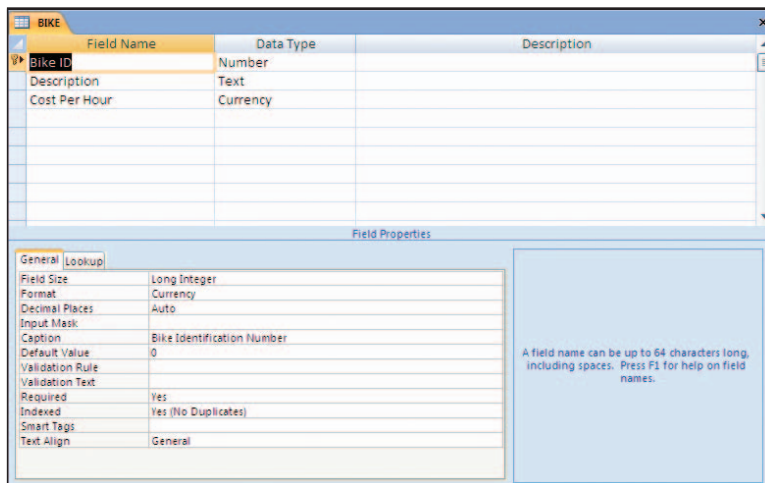 BIKE
Field Name Data Type Description
Bike ID Number
Description Text
Cost Per Hour Currency
Field Properties
General Lookup
Field Size Long Integer
Format Currency
Decimal Places Auto
Input Mask
Caption Bike Identification Number
Default Value 0
Validation Rule
Validation Text
Required Yes
Indexed Yes (No Duplicates)
Smart Tags
Text Align General
A field name can be up to 64 characters long,
including spaces. Press F1 for help on field
names.